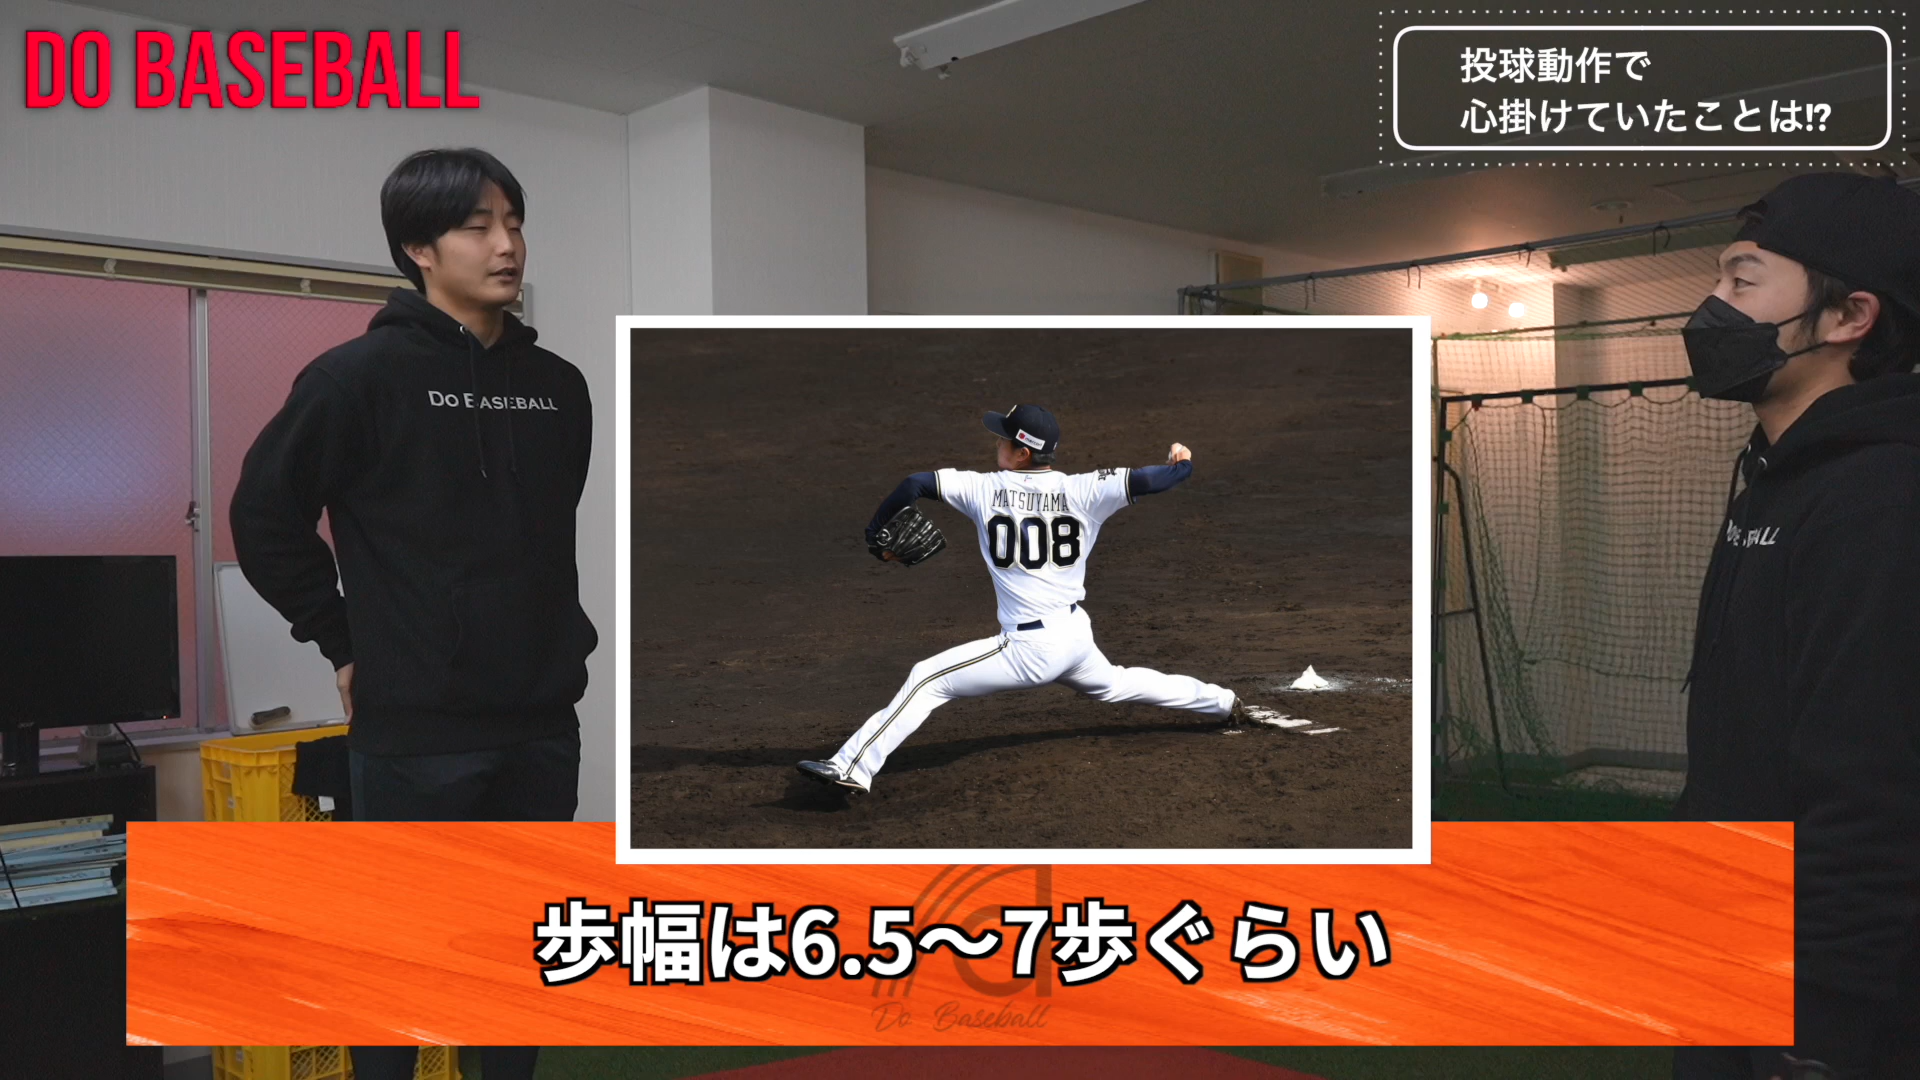 DO BASEBALL
投球動作で
心掛けていたことは!?
DO BASEBALL
MATSUYAMA
008
歩幅は6.5〜7歩ぐらい
Do Baseball